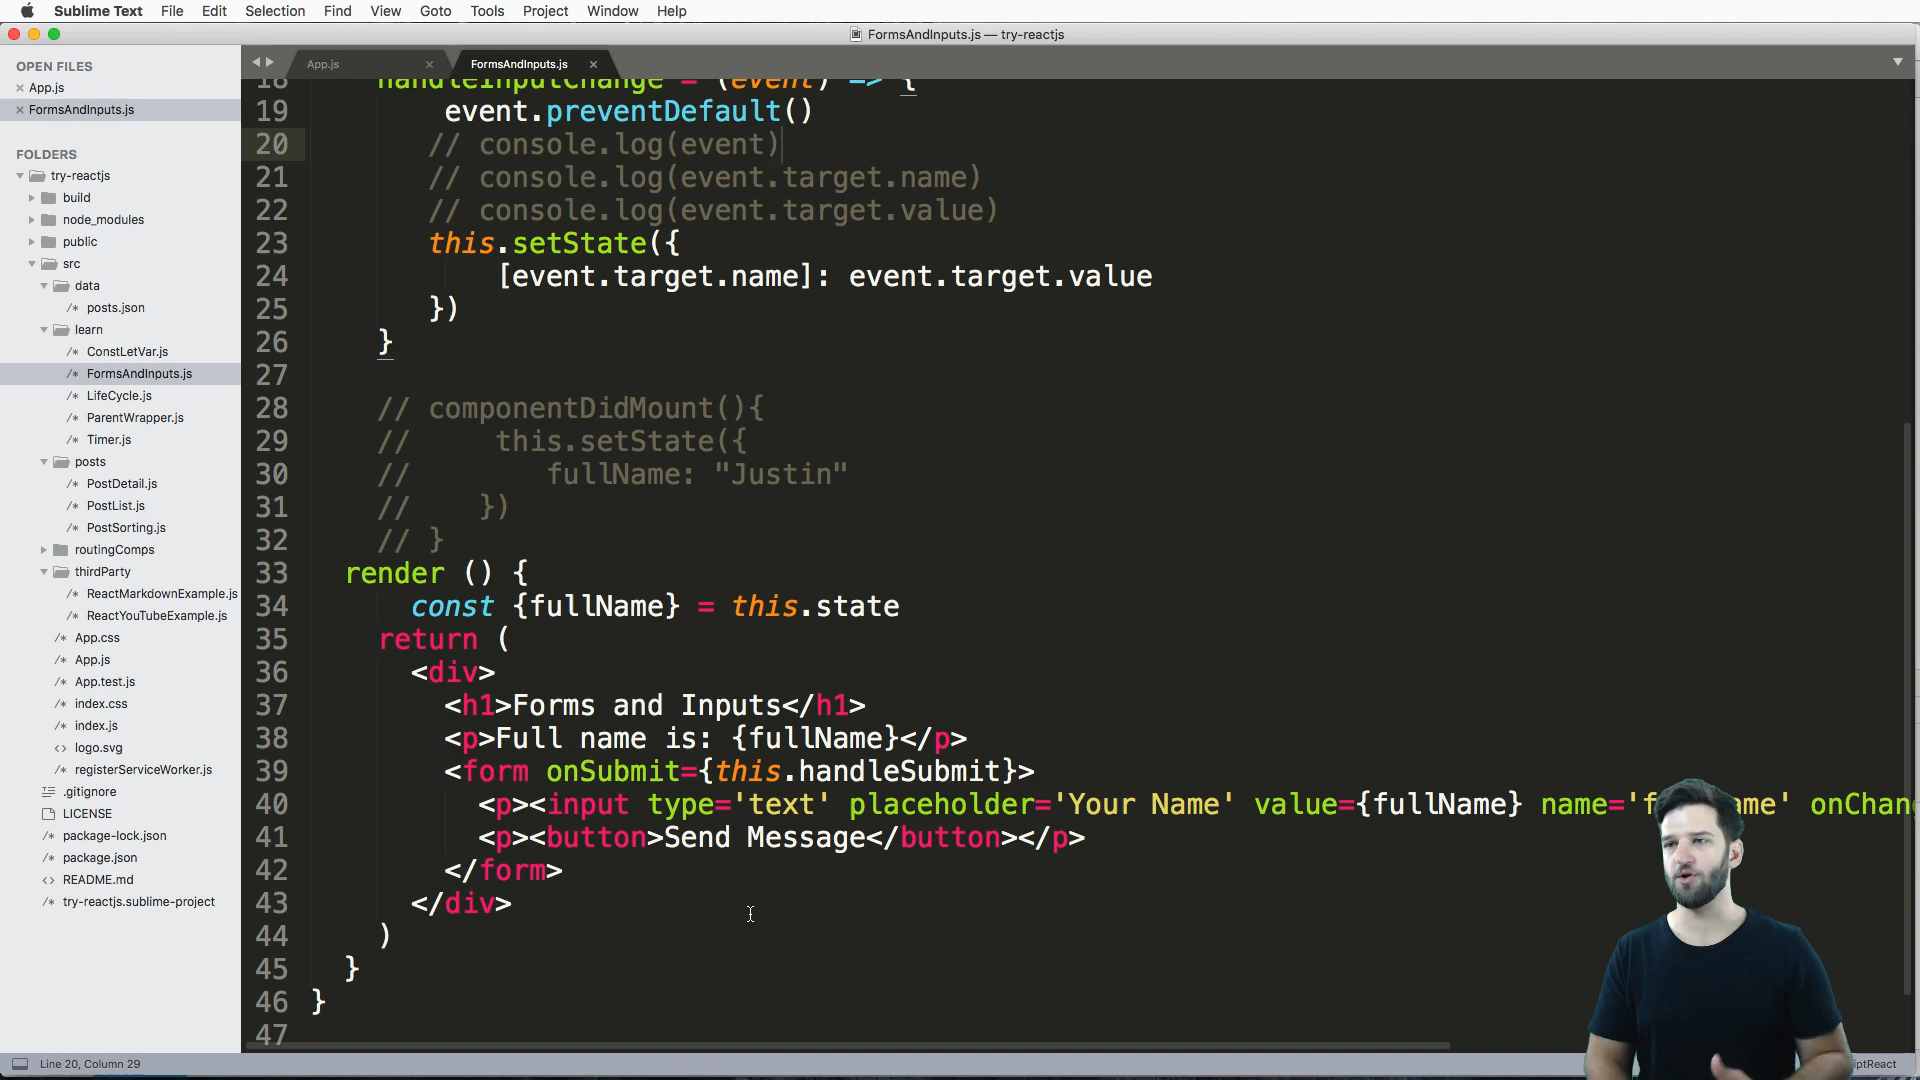 Sublime Text File Edit Selection Find View Goto Tools Project Window Help
FormsAndInputs.js — try-reactjs
OPEN FILES
× App.js
× FormsAndInputs.js
FOLDERS
try-reactjs
build
node_modules
public
src
data
/* posts.json
learn
/* ConstLetVar.js
/* FormsAndInputs.js
/* LifeCycle.js
/* ParentWrapper.js
/* Timer.js
posts
/* PostDetail.js
/* PostList.js
/* PostSorting.js
routingComps
thirdParty
/* ReactMarkdownExample.js
/* ReactYouTubeExample.js
/* App.css
/* App.js
/* App.test.js
/* index.css
/* index.js
<> logo.svg
/* registerServiceWorker.js
.gitignore
LICENSE
/* package-lock.json
/* package.json
<> README.md
/* try-reactjs.sublime-project
App.js × FormsAndInputs.js ×
18 handleInputChange = (event) => {
19 event.preventDefault()
20 // console.log(event)
21 // console.log(event.target.name)
22 // console.log(event.target.value)
23 this.setState({
24 [event.target.name]: event.target.value
25 })
26 }
27
28 // componentDidMount(){
29 // this.setState({
30 // fullName: "Justin"
31 // })
32 // }
33 render () {
34 const {fullName} = this.state
35 return (
36 <div>
37 <h1>Forms and Inputs</h1>
38 <p>Full name is: {fullName}</p>
39 <form onSubmit={this.handleSubmit}>
40 <p><input type='text' placeholder='Your Name' value={fullName} name='f ame' onChan
41 <p><button>Send Message</button></p>
42 </form>
43 </div>
44 )
45 }
46 }
47
Line 20, Column 29
iptReact